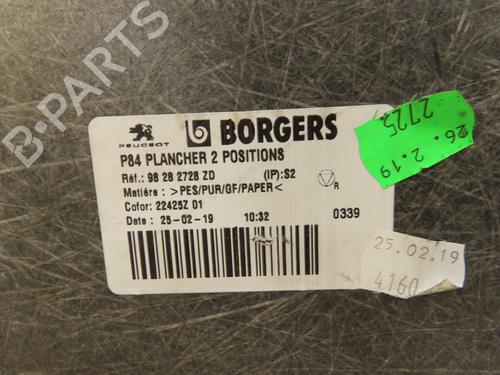 B-PARTS
PEUGEOT
BORGERS
P84 PLANCHER 2 POSITIONS
Réf.: 98 28 2728 ZD (IP):S2
Matière : >PES/PUR/GF/PAPER<
R
Cofor: 22425Z 01
Date : 25-02-19 10:32 0339
2725
26. 2.19
25.02.19
4160